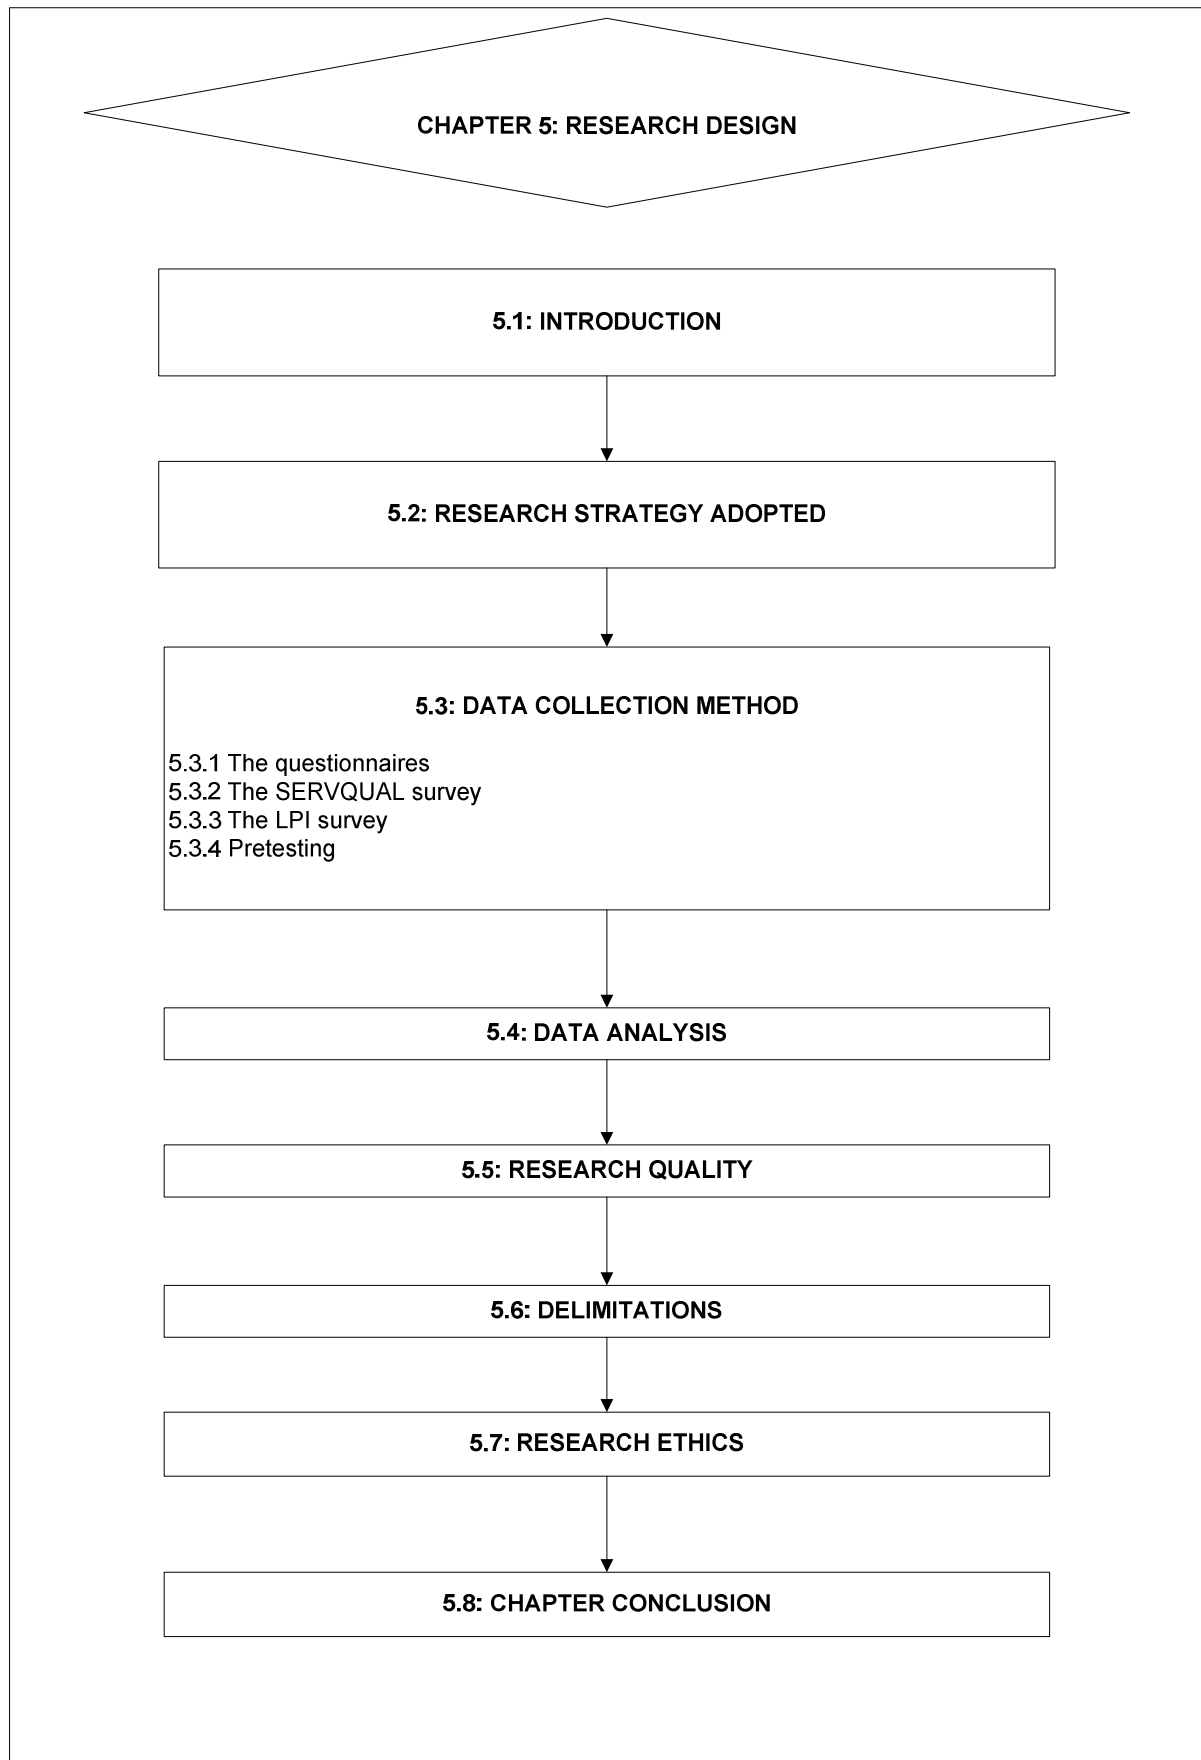 CHAPTER 5: RESEARCH DESIGN
5.1: INTRODUCTION
5.2: RESEARCH STRATEGY ADOPTED
5.3: DATA COLLECTION METHOD
5.3.1 The questionnaires
5.3.2 The SERVQUAL survey
5.3.3 The LPI survey
5.3.4 Pretesting
5.4: DATA ANALYSIS
5.5: RESEARCH QUALITY
5.6: DELIMITATIONS
5.7: RESEARCH ETHICS
5.8: CHAPTER CONCLUSION